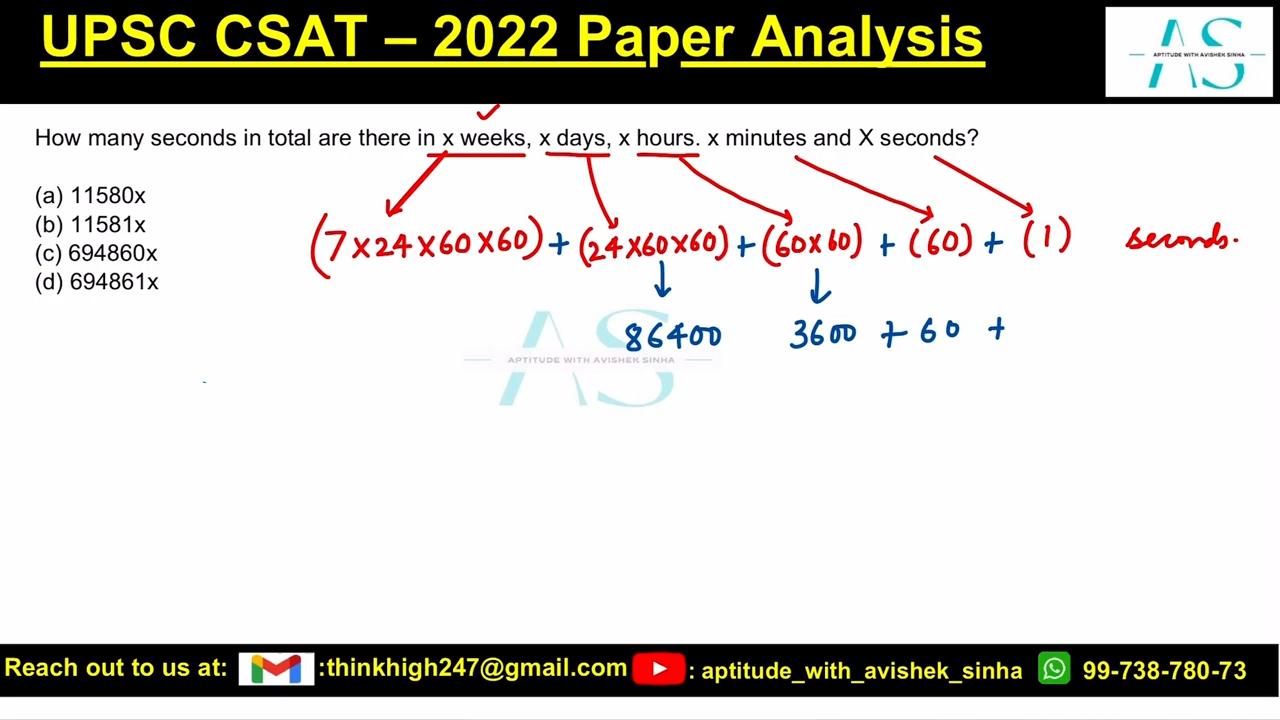 UPSC CSAT – 2022 Paper Analysis
AS
APTITUDE WITH AVISHEK SINHA
How many seconds in total are there in x weeks, x days, x hours. x minutes and X seconds?
(a) 11580x
(b) 11581x
(c) 694860x
(d) 694861x
(7×24×60×60) + (24×60×60) + (60×60) + (60) + (1) seconds.
86400 3600 + 60 +
AS
APTITUDE WITH AVISHEK SINHA
Reach out to us at: :thinkhigh247@gmail.com : aptitude_with_avishek_sinha 99-738-780-73